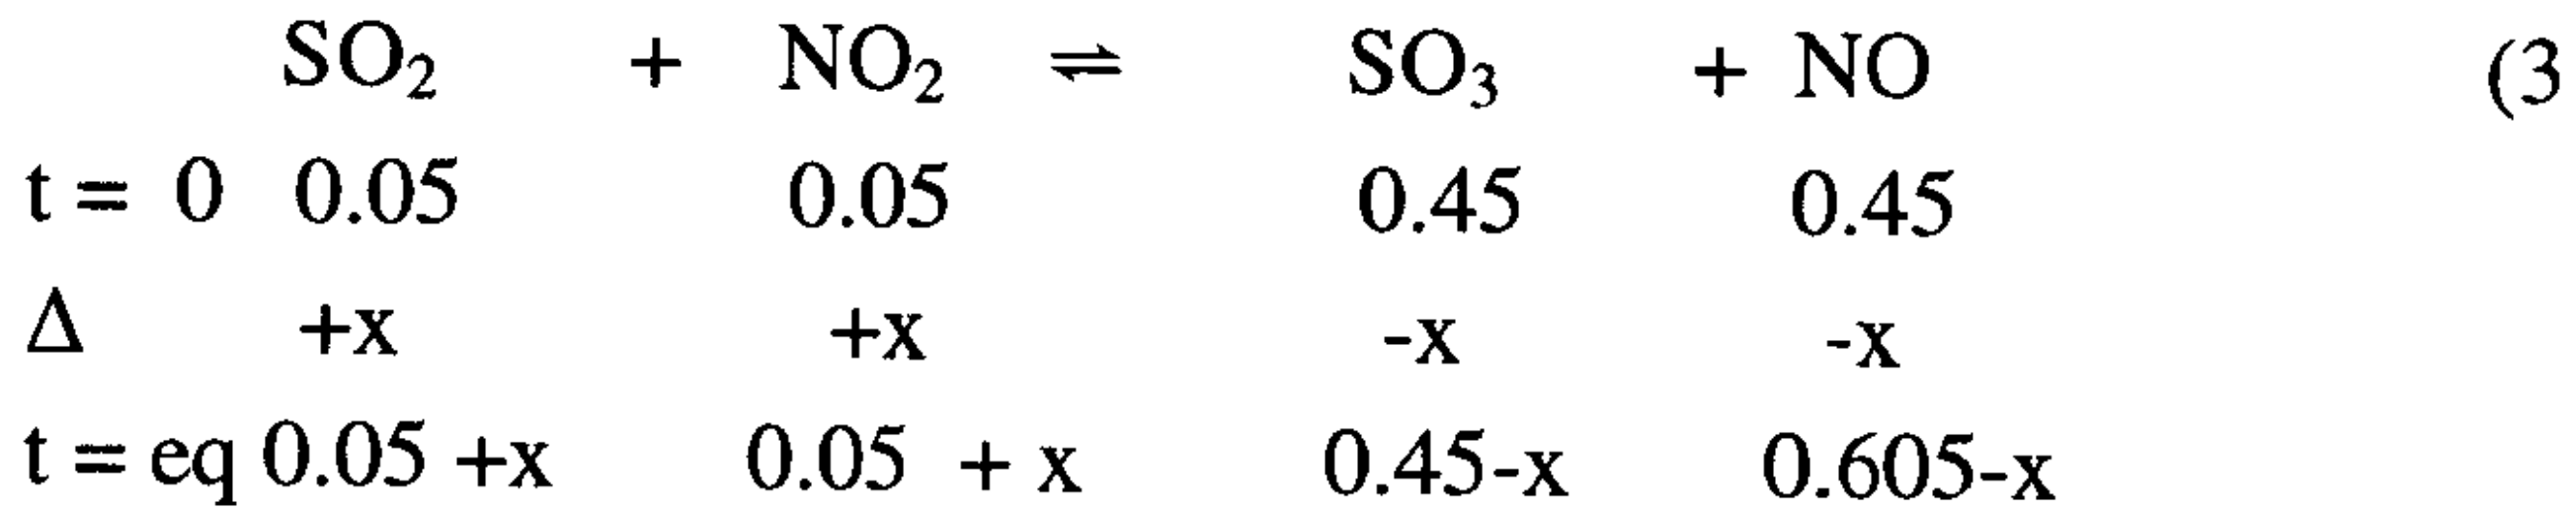 SO₂ + NO₂ ⇌ SO₃ + NO (3
t = 0 0.05 0.05 0.45 0.45
Δ +x +x -x -x
t = eq 0.05 +x 0.05 + x 0.45-x 0.605-x